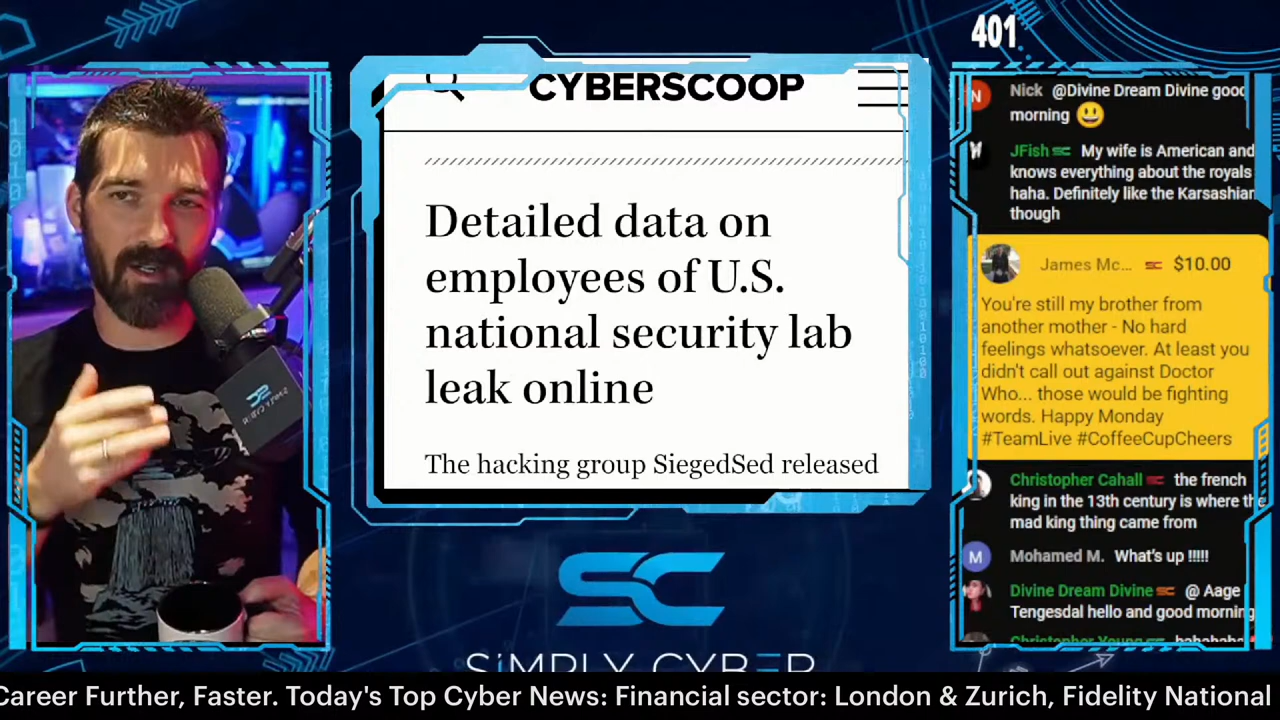 401
CYBERSCOOP
Detailed data on
employees of U.S.
national security lab
leak online
The hacking group SiegedSed released
N
Nick @Divine Dream Divine good
morning 😃
JFish My wife is American and
knows everything about the royals
haha. Definitely like the Karsashian
though
James Mc... $10.00
You're still my brother from
another mother - No hard
feelings whatsoever. At least you
didn't call out against Doctor
Who... those would be fighting
words. Happy Monday
#TeamLive #CoffeeCupCheers
Christopher Cahall the french
king in the 13th century is where the
mad king thing came from
M
Mohamed M. What's up !!!!!
Divine Dream Divine @ Aage
Tengesdal hello and good morning
Christopher Young hahahaba
SC
SIMPLY CYBER
Career Further, Faster. Today's Top Cyber News: Financial sector: London & Zurich, Fidelity National